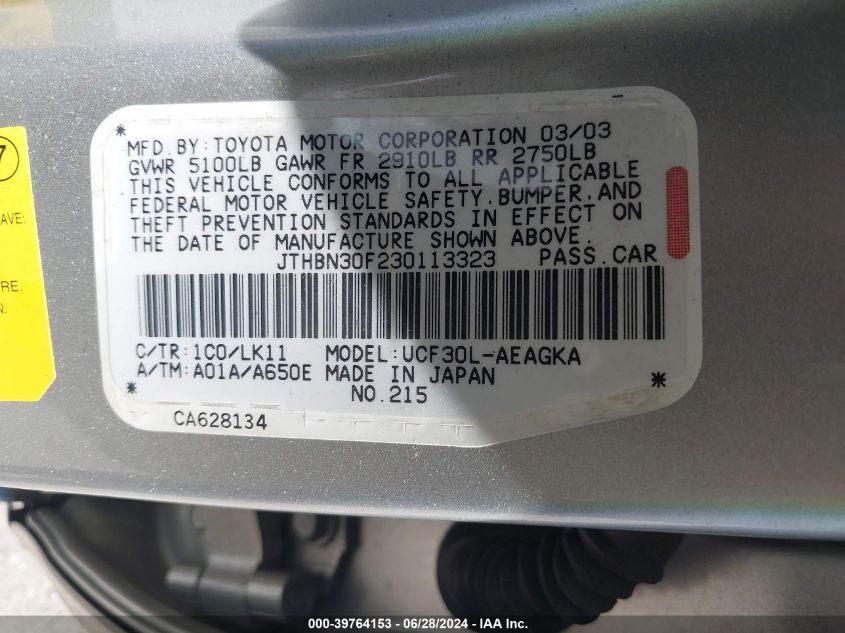 MFD. BY: TOYOTA MOTOR CORPORATION 03/03
GVWR 5100LB GAWR FR 2910LB RR 2750LB
THIS VEHICLE CONFORMS TO ALL APPLICABLE
FEDERAL MOTOR VEHICLE SAFETY, BUMPER, AND
THEFT PREVENTION STANDARDS IN EFFECT ON
THE DATE OF MANUFACTURE SHOWN ABOVE.
JTHBN30F230113323 PASS. CAR
C/TR: 1C0/LK11 MODEL: UCF30L-AEAGKA
A/TM: A01A/A650E MADE IN JAPAN
NO. 215
CA628134
7
AVE:
RE.
N:
000-39764153 - 06/28/2024 - IAA Inc.